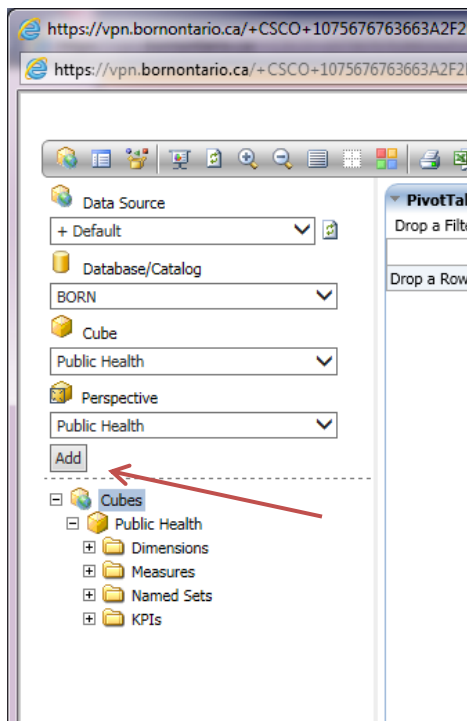 https://vpn.bornontario.ca/+CSCO+1075676763663A2F2
https://vpn.bornontario.ca/+CSCO+1075676763663A2F2
Data Source
+ Default
Database/Catalog
BORN
Cube
Public Health
Perspective
Public Health
Add
Cubes
Public Health
Dimensions
Measures
Named Sets
KPIs
PivotTal
Drop a Filte
Drop a Row